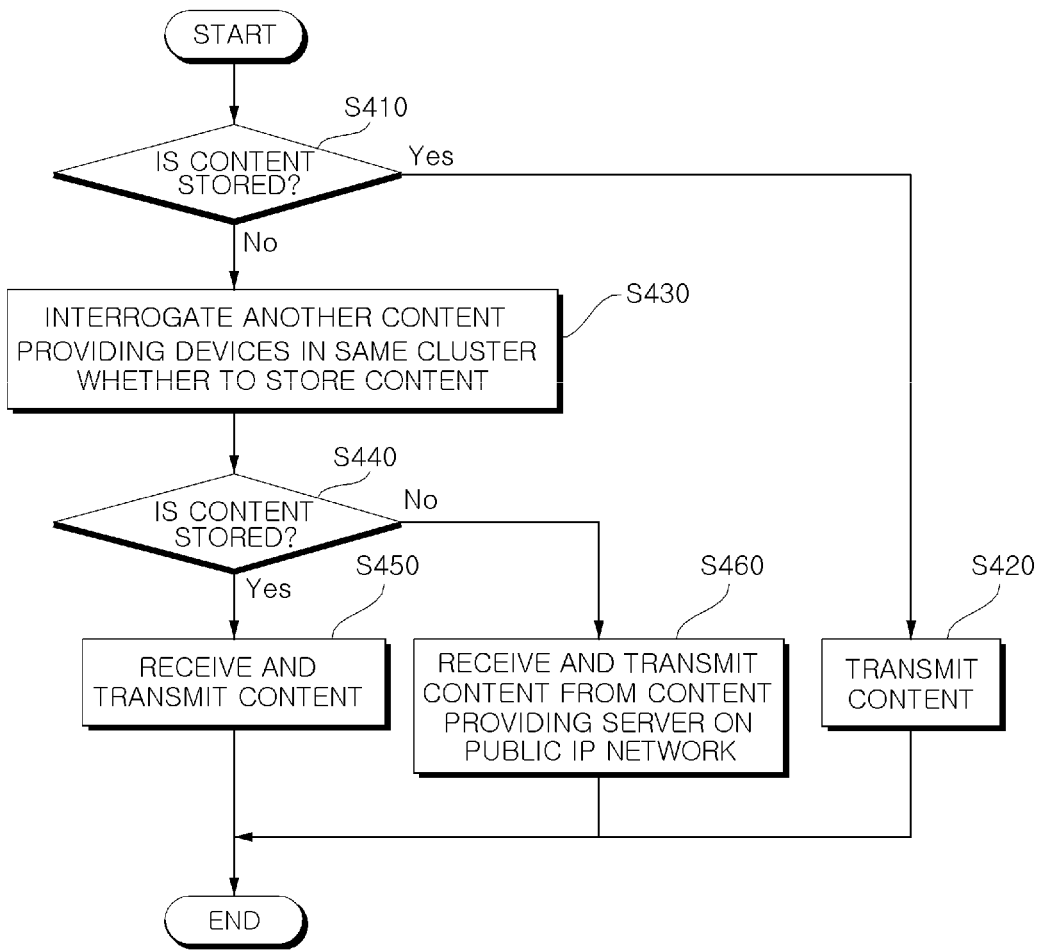 START
S410
IS CONTENT
STORED?
Yes
No
S430
INTERROGATE ANOTHER CONTENT
PROVIDING DEVICES IN SAME CLUSTER
WHETHER TO STORE CONTENT
S440
IS CONTENT
STORED?
No
Yes
S450
S460
S420
RECEIVE AND
TRANSMIT CONTENT
RECEIVE AND TRANSMIT
CONTENT FROM CONTENT
PROVIDING SERVER ON
PUBLIC IP NETWORK
TRANSMIT
CONTENT
END